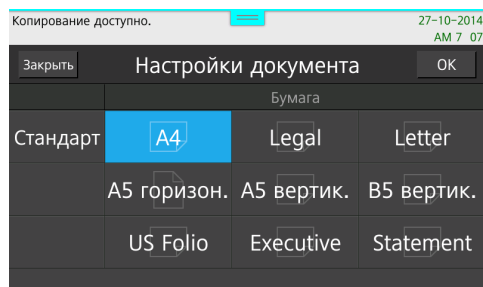 Копирование доступно.
27-10-2014
AM 7 07
Закрыть
Настройки документа
OK
Бумага
Стандарт
A4
Legal
Letter
A5 горизон.
A5 вертик.
B5 вертик.
US Folio
Executive
Statement